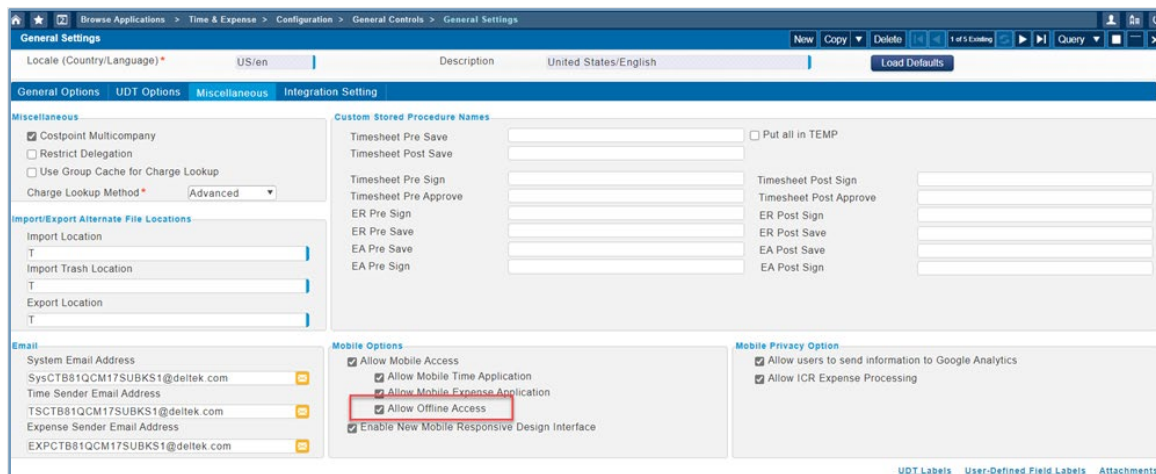 Browse Applications > Time & Expense > Configuration > General Controls > General Settings
General Settings New Copy Delete 1 of 5 Existing Query
Locale (Country/Language) * US/en Description United States/English Load Defaults
General Options UDT Options Miscellaneous Integration Setting
Miscellaneous
Costpoint Multicompany
Restrict Delegation
Use Group Cache for Charge Lookup
Charge Lookup Method * Advanced
Import/Export Alternate File Locations
Import Location
T
Import Trash Location
T
Export Location
T
Custom Stored Procedure Names
Timesheet Pre Save
Put all in TEMP
Timesheet Post Save
Timesheet Pre Sign
Timesheet Pre Approve
ER Pre Sign
ER Pre Save
EA Pre Save
EA Pre Sign
Timesheet Post Sign
Timesheet Post Approve
ER Post Sign
ER Post Save
EA Post Save
EA Post Sign
Email
System Email Address
SysCTB81QCM17SUBKS1@deltek.com
Time Sender Email Address
TSCTB81QCM17SUBKS1@deltek.com
Expense Sender Email Address
EXPCTB81QCM17SUBKS1@deltek.com
Mobile Options
Allow Mobile Access
Allow Mobile Time Application
Allow Mobile Expense Application
Allow Offline Access
Enable New Mobile Responsive Design Interface
Mobile Privacy Option
Allow users to send information to Google Analytics
Allow ICR Expense Processing
UDT Labels User-Defined Field Labels Attachments